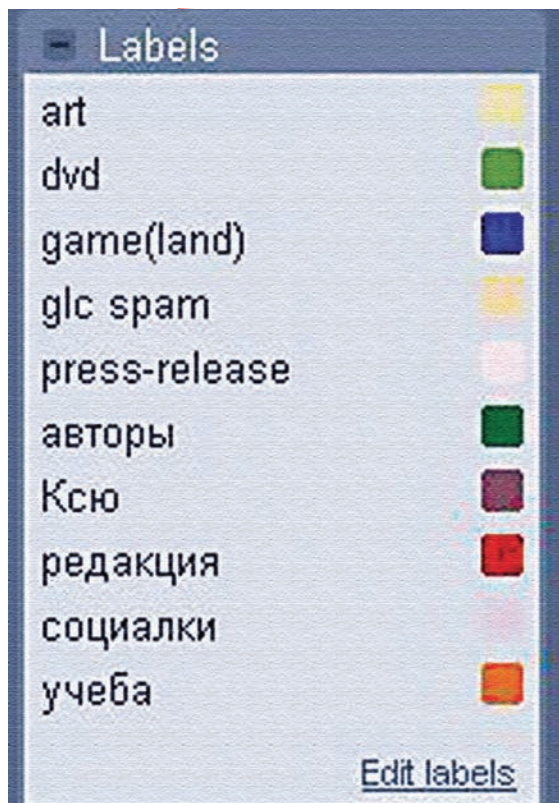 Labels
art
dvd
game(land)
glc spam
press-release
авторы
Ксю
редакция
социалки
учеба
Edit labels